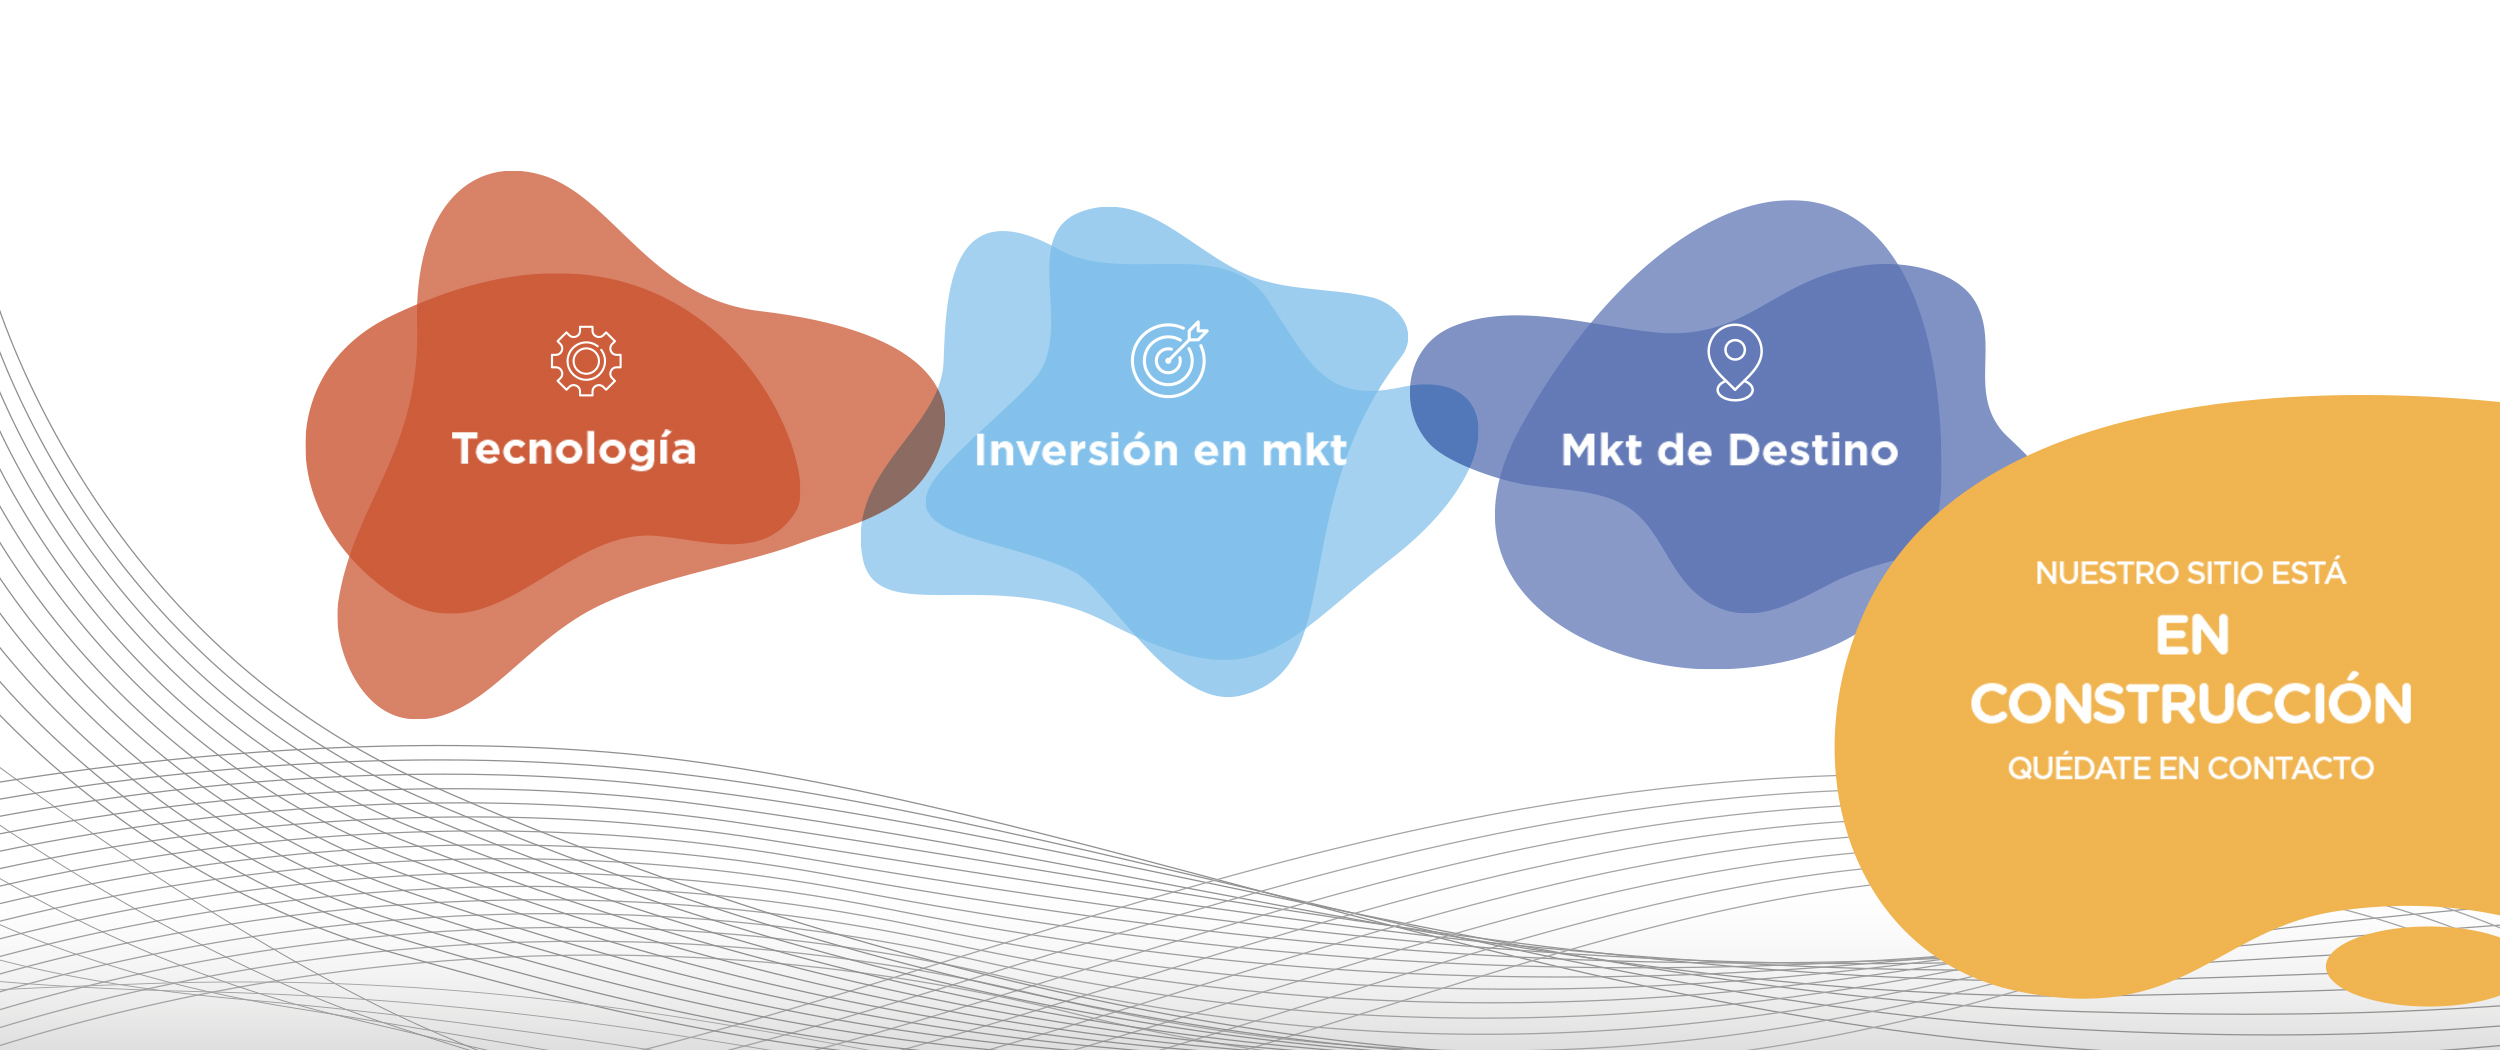 Tecnología
Inversión en mkt
Mkt de Destino
NUESTRO SITIO ESTÁ
EN
CONSTRUCCIÓN
QUÉDATE EN CONTACTO